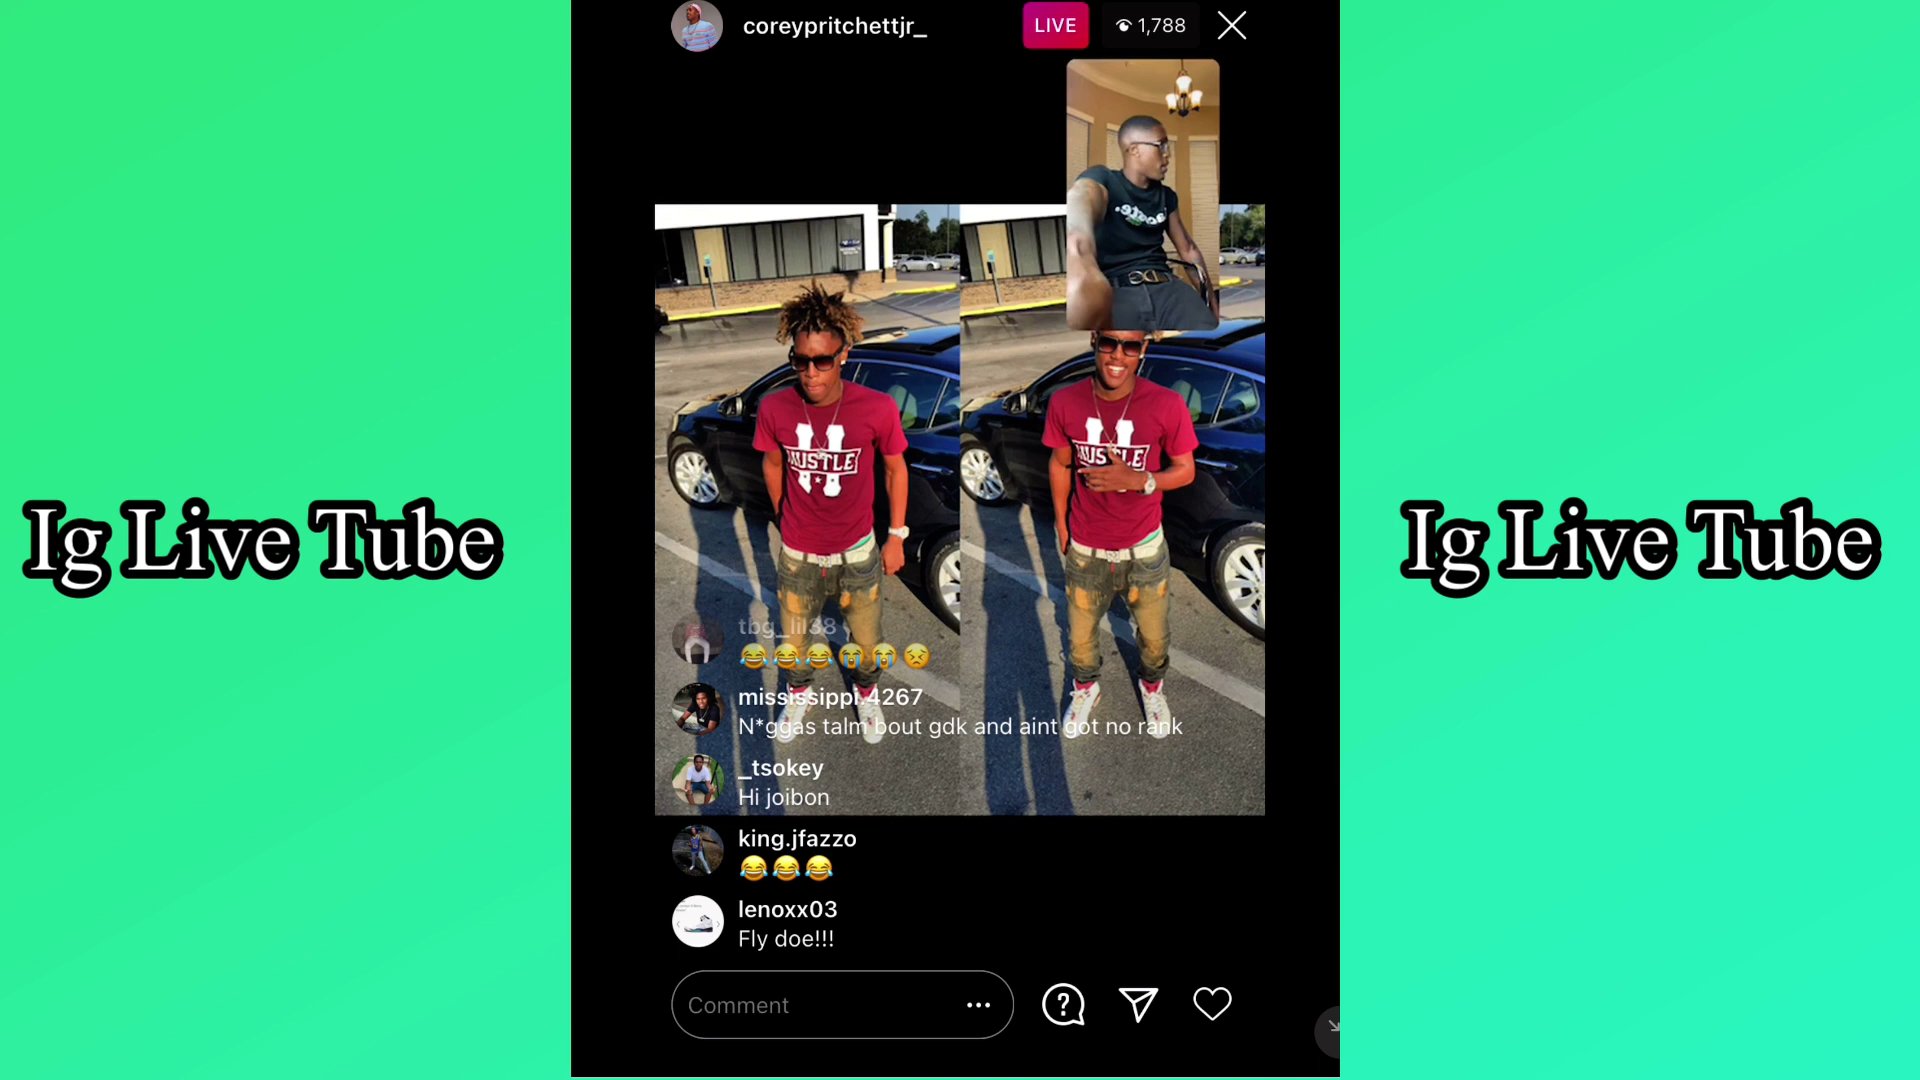 coreypritchettjr_
LIVE
1,788
Ig Live Tube
Ig Live Tube
HUSTLE
tbg_lil38
😂😂😂😭😭😣
mississippi.4267
N*ggas talm bout gdk and aint got no rank
_tsokey
Hi joibon
king.jfazzo
😂😂😂
lenoxx03
Fly doe!!!
Comment